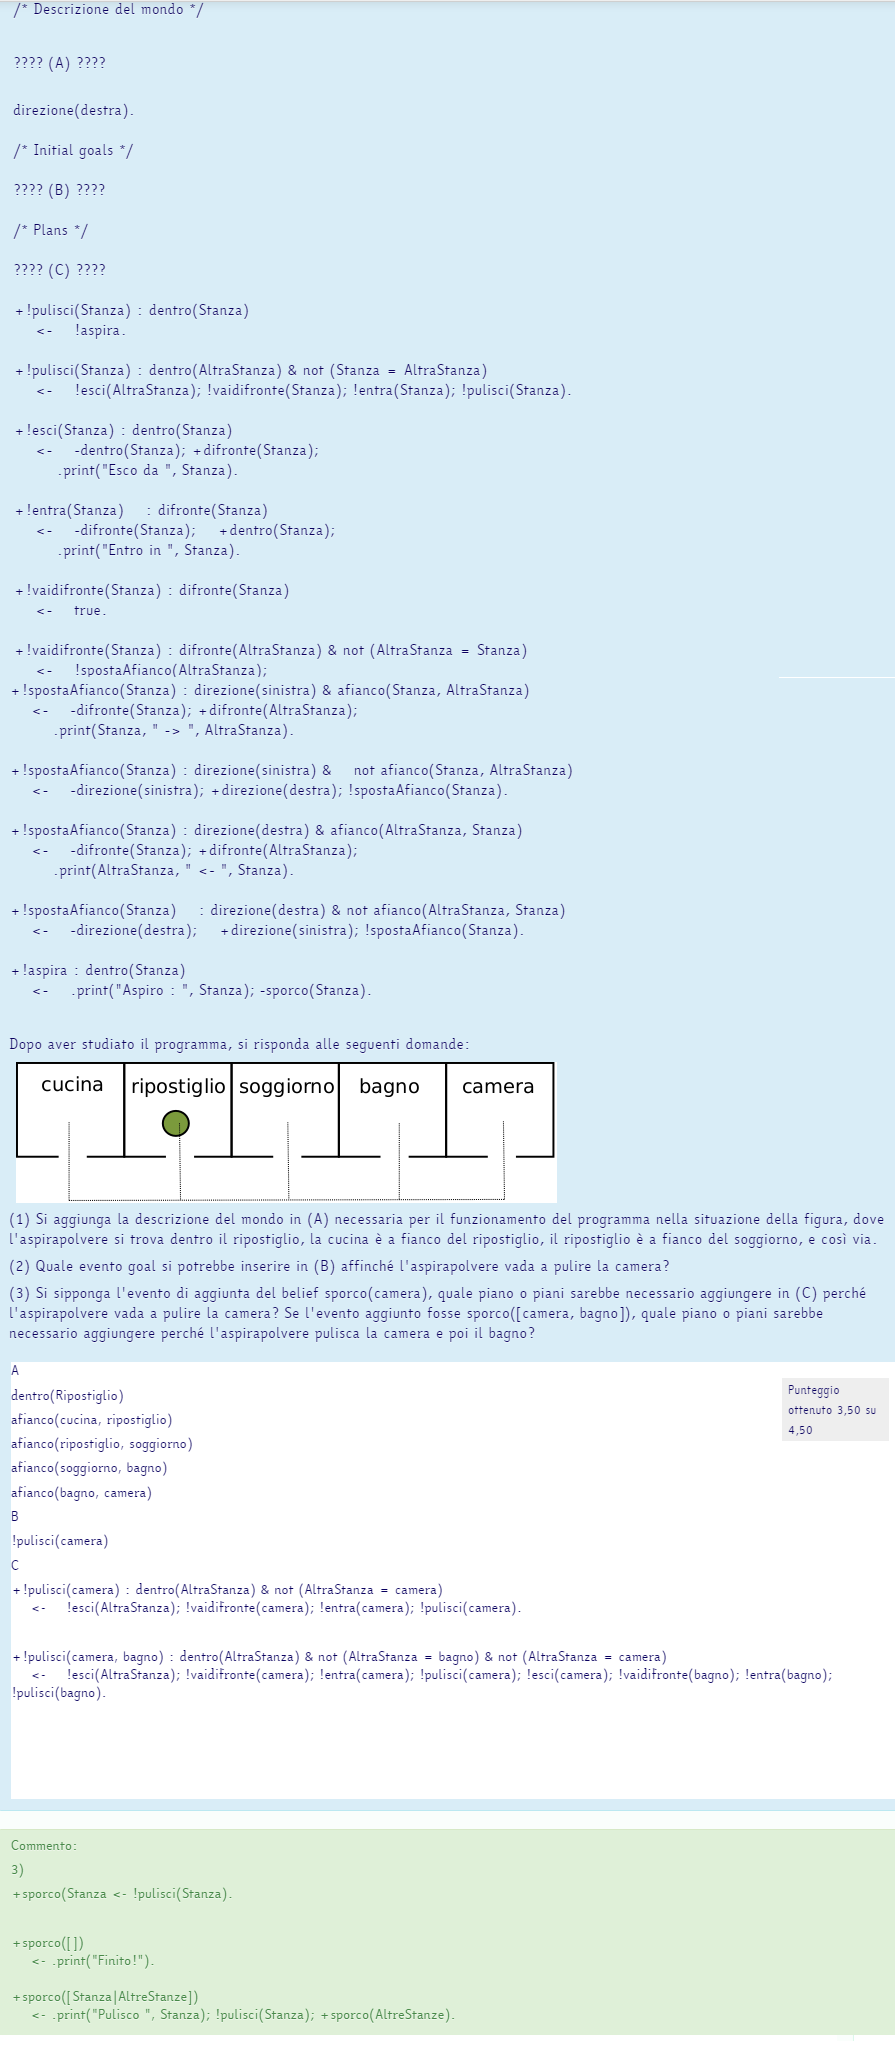 /* Descrizione del mondo */
???? (A) ????
direzione(destra).
/* Initial goals */
???? (B) ????
/* Plans */
???? (C) ????
+!pulisci(Stanza) : dentro(Stanza)
<- !aspira.
+!pulisci(Stanza) : dentro(AltraStanza) & not (Stanza = AltraStanza)
<- !esci(AltraStanza); !vaidifronte(Stanza); !entra(Stanza); !pulisci(Stanza).
+!esci(Stanza) : dentro(Stanza)
<- -dentro(Stanza); +difronte(Stanza);
.print("Esco da ", Stanza).
+!entra(Stanza) : difronte(Stanza)
<- -difronte(Stanza); +dentro(Stanza);
.print("Entro in ", Stanza).
+!vaidifronte(Stanza) : difronte(Stanza)
<- true.
+!vaidifronte(Stanza) : difronte(AltraStanza) & not (AltraStanza = Stanza)
<- !spostaAfianco(AltraStanza);
+!spostaAfianco(Stanza) : direzione(sinistra) & afianco(Stanza, AltraStanza)
<- -difronte(Stanza); +difronte(AltraStanza);
.print(Stanza, " -> ", AltraStanza).
+!spostaAfianco(Stanza) : direzione(sinistra) & not afianco(Stanza, AltraStanza)
<- -direzione(sinistra); +direzione(destra); !spostaAfianco(Stanza).
+!spostaAfianco(Stanza) : direzione(destra) & afianco(AltraStanza, Stanza)
<- -difronte(Stanza); +difronte(AltraStanza);
.print(AltraStanza, " <- ", Stanza).
+!spostaAfianco(Stanza) : direzione(destra) & not afianco(AltraStanza, Stanza)
<- -direzione(destra); +direzione(sinistra); !spostaAfianco(Stanza).
+!aspira : dentro(Stanza)
<- .print("Aspiro : ", Stanza); -sporco(Stanza).
Dopo aver studiato il programma, si risponda alle seguenti domande:
cucina ripostiglio soggiorno bagno camera
(1) Si aggiunga la descrizione del mondo in (A) necessaria per il funzionamento del programma nella situazione della figura, dove
l'aspirapolvere si trova dentro il ripostiglio, la cucina è a fianco del ripostiglio, il ripostiglio è a fianco del soggiorno, e così via.
(2) Quale evento goal si potrebbe inserire in (B) affinché l'aspirapolvere vada a pulire la camera?
(3) Si sipponga l'evento di aggiunta del belief sporco(camera), quale piano o piani sarebbe necessario aggiungere in (C) perché
l'aspirapolvere vada a pulire la camera? Se l'evento aggiunto fosse sporco([camera, bagno]), quale piano o piani sarebbe
necessario aggiungere perché l'aspirapolvere pulisca la camera e poi il bagno?
A
dentro(Ripostiglio)
afianco(cucina, ripostiglio)
afianco(ripostiglio, soggiorno)
afianco(soggiorno, bagno)
afianco(bagno, camera)
B
!pulisci(camera)
C
+!pulisci(camera) : dentro(AltraStanza) & not (AltraStanza = camera)
<- !esci(AltraStanza); !vaidifronte(camera); !entra(camera); !pulisci(camera).
+!pulisci(camera, bagno) : dentro(AltraStanza) & not (AltraStanza = bagno) & not (AltraStanza = camera)
<- !esci(AltraStanza); !vaidifronte(camera); !entra(camera); !pulisci(camera); !esci(camera); !vaidifronte(bagno); !entra(bagno);
!pulisci(bagno).
Punteggio
ottenuto 3,50 su
4,50
Commento:
3)
+sporco(Stanza <- !pulisci(Stanza).
+sporco([])
<- .print("Finito!").
+sporco([Stanza|AltreStanze])
<- .print("Pulisco ", Stanza); !pulisci(Stanza); +sporco(AltreStanze).